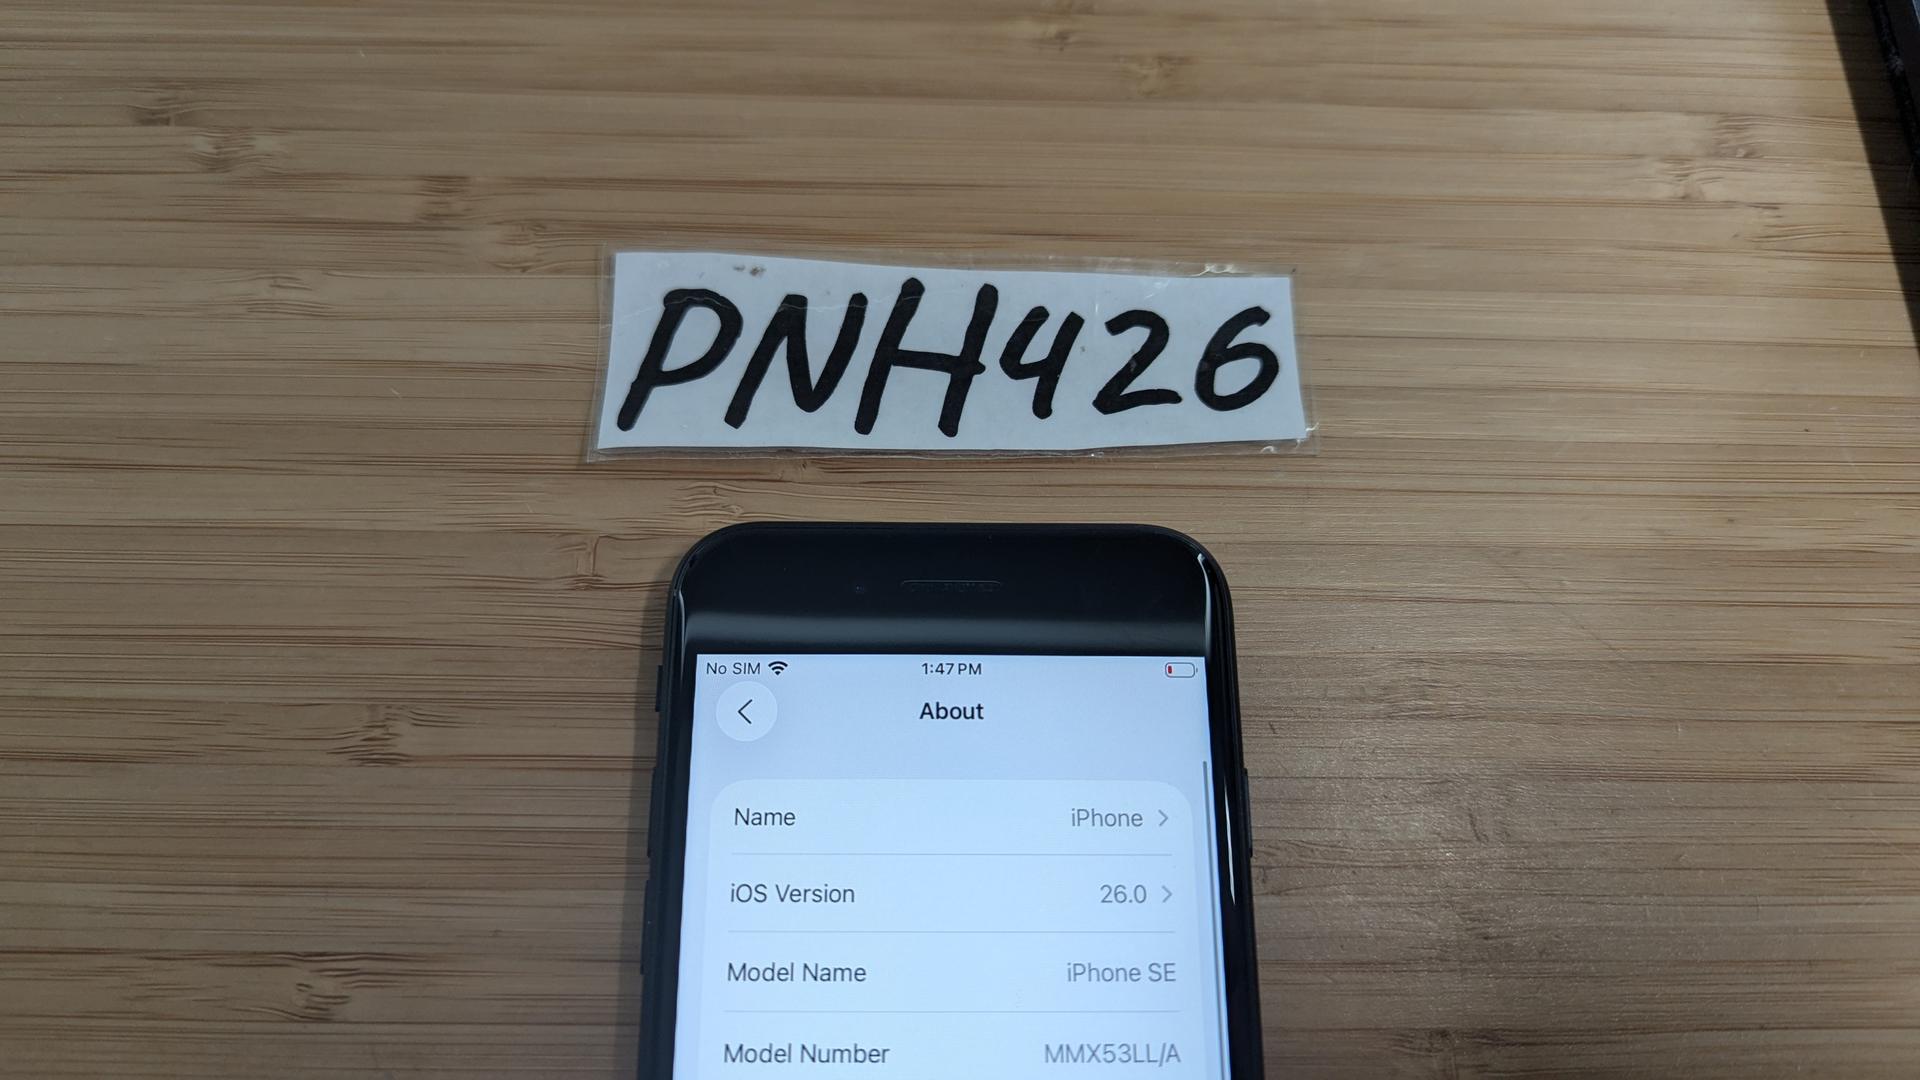 PNH426
No SIM 1:47 PM
About
Name iPhone
iOS Version 26.0
Model Name iPhone SE
Model Number MMX53LL/A